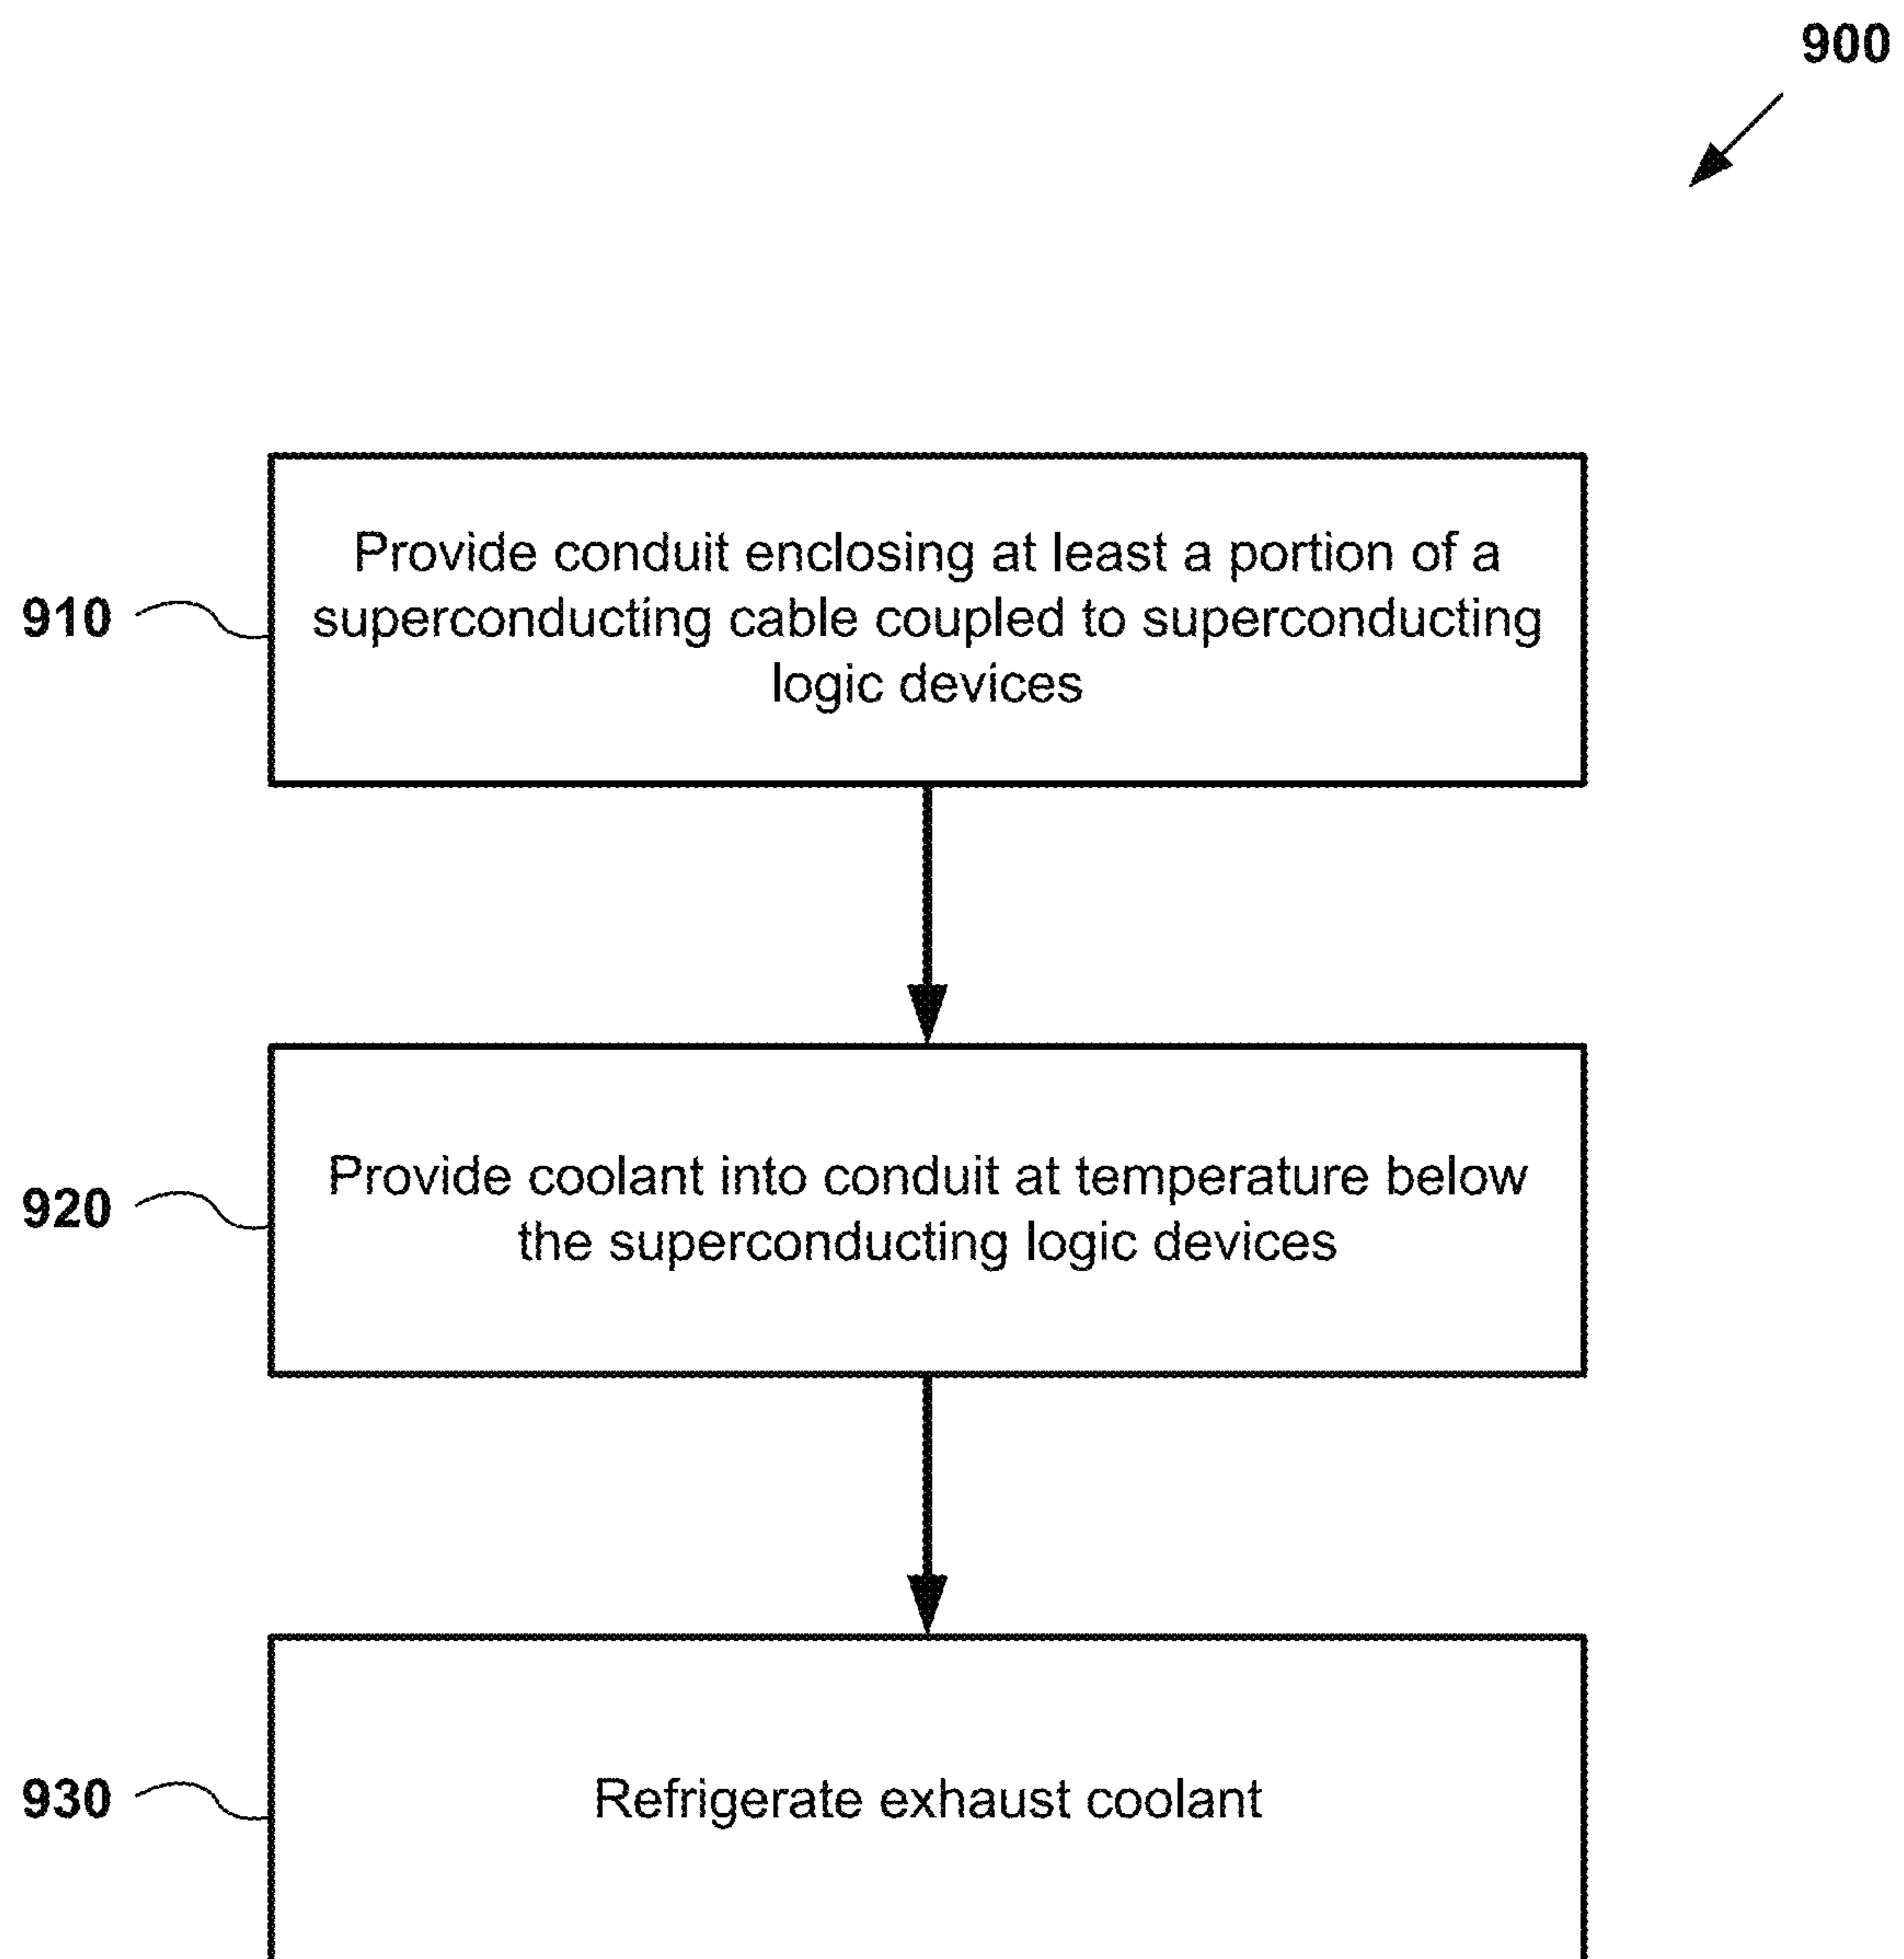 900
Provide conduit enclosing at least a portion of a
superconducting cable coupled to superconducting
logic devices
910
Provide coolant into conduit at temperature below
the superconducting logic devices
920
Refrigerate exhaust coolant
930